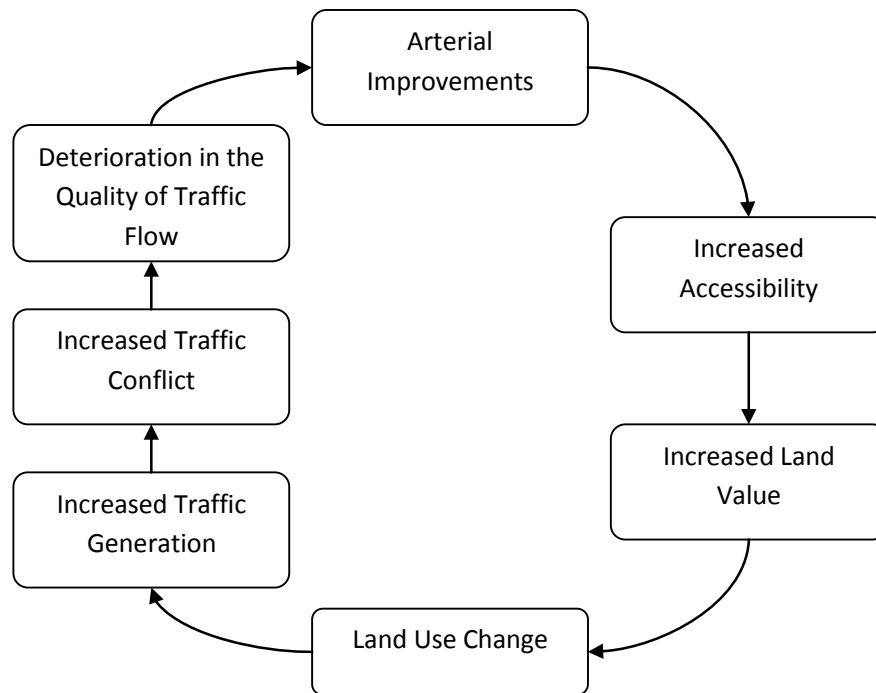 Arterial
Improvements
Increased
Accessibility
Increased Land
Value
Land Use Change
Increased Traffic
Generation
Increased Traffic
Conflict
Deterioration in the
Quality of Traffic
Flow